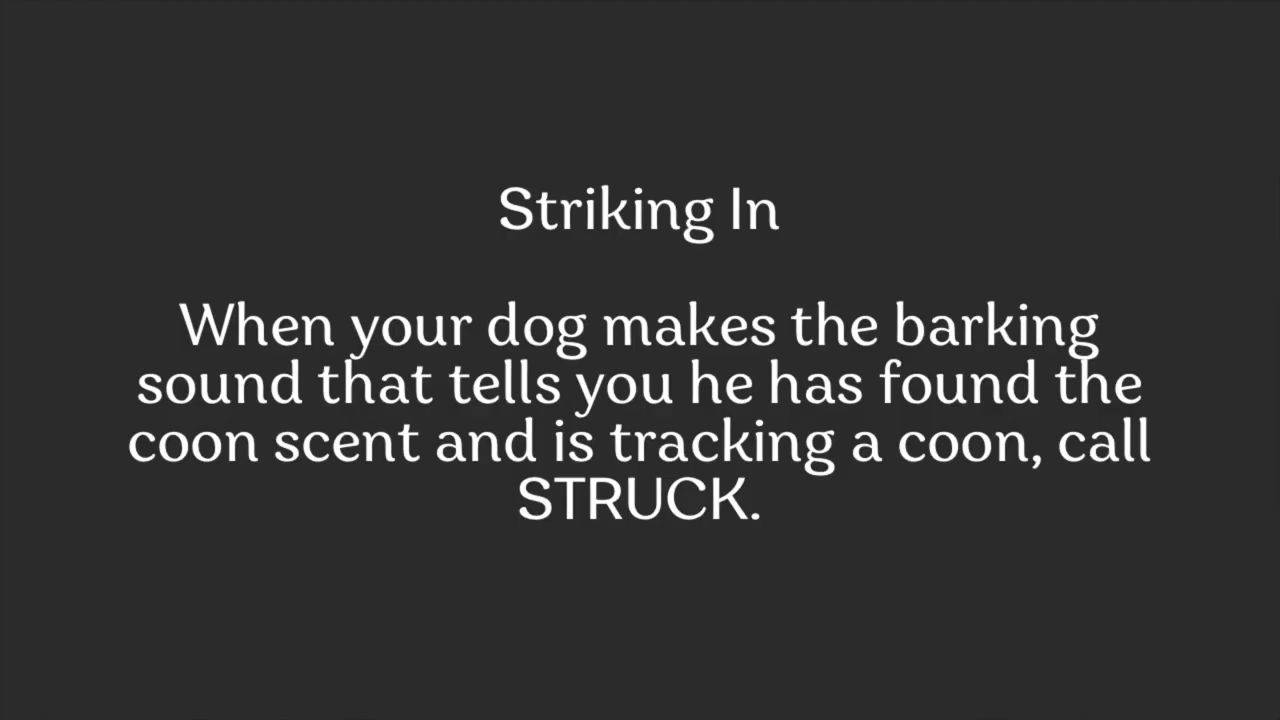 Striking In
When your dog makes the barking
sound that tells you he has found the
coon scent and is tracking a coon, call
STRUCK.